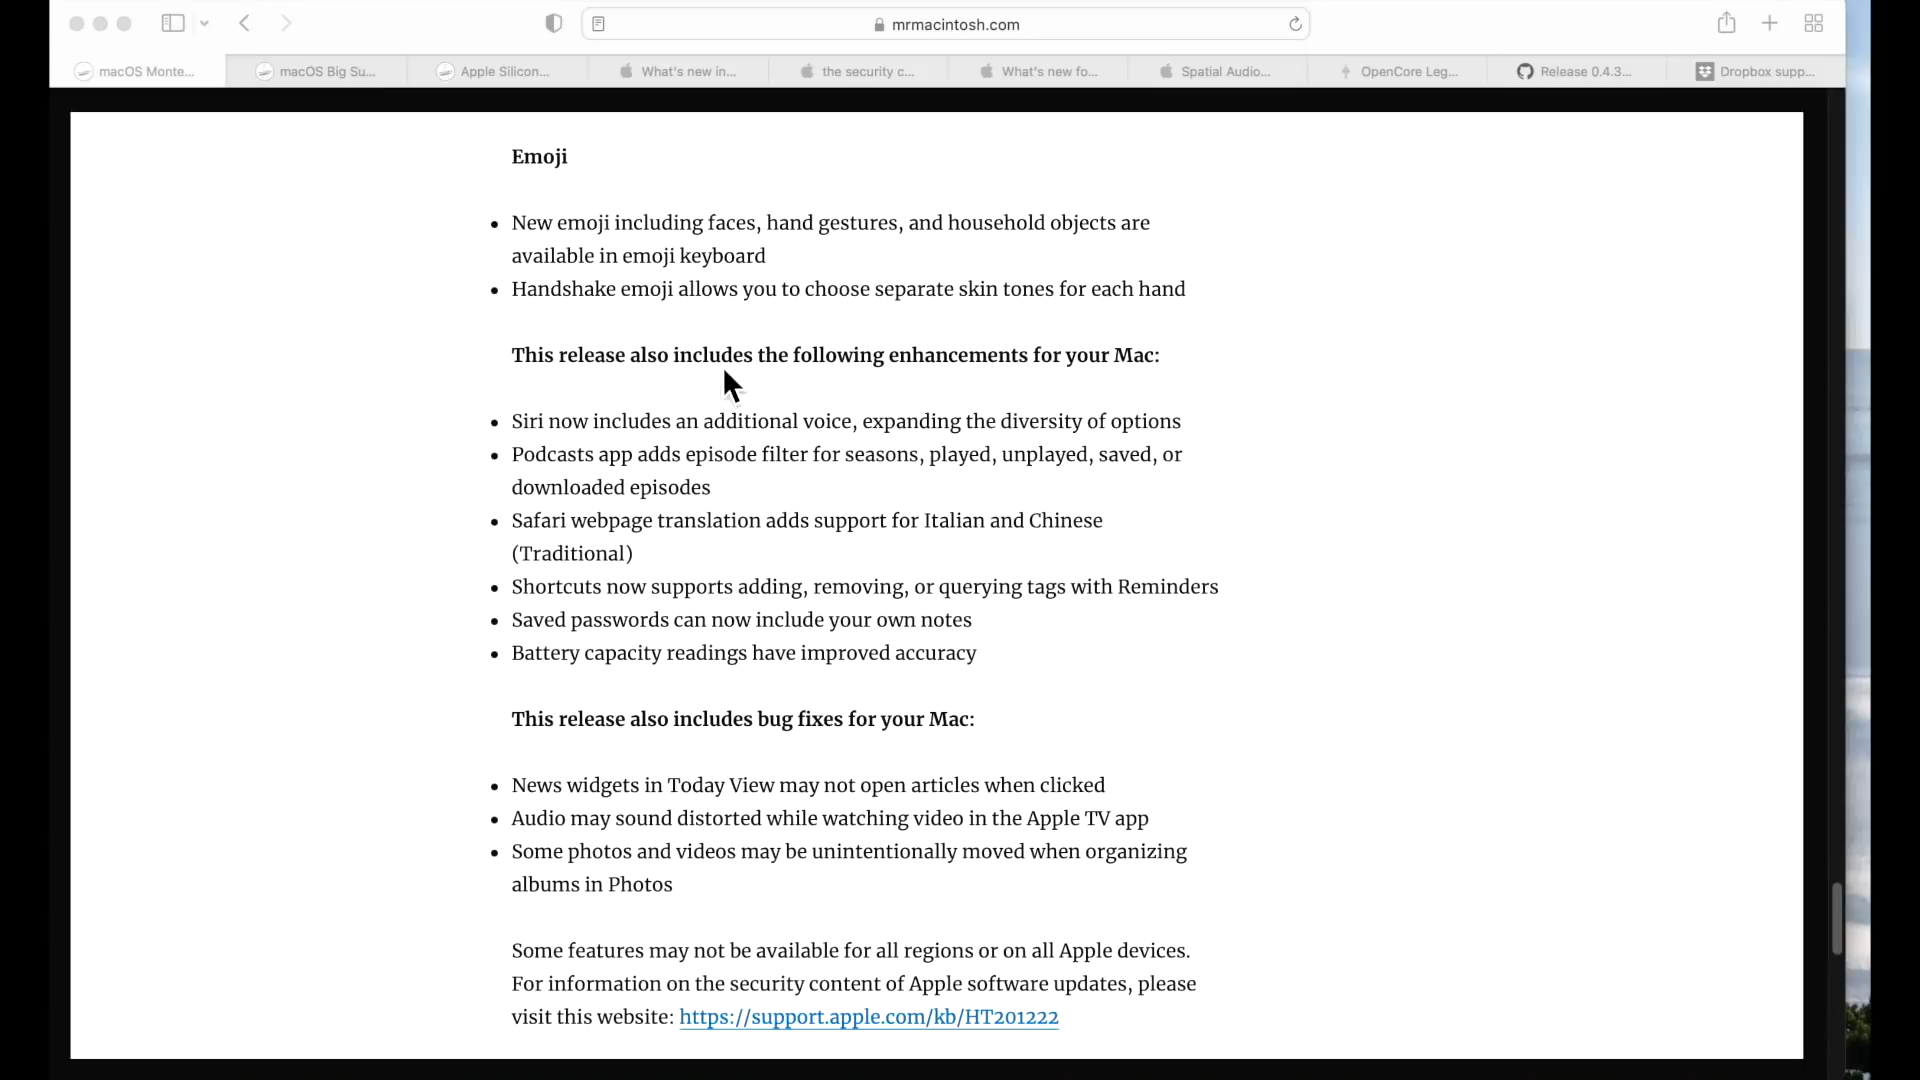 mrmacintosh.com
macOS Monte...
macOS Big Su...
Apple Silicon...
What's new in...
the security c...
What's new fo...
Spatial Audio...
OpenCore Leg...
Release 0.4.3...
Dropbox supp...
Emoji
New emoji including faces, hand gestures, and household objects are
available in emoji keyboard
Handshake emoji allows you to choose separate skin tones for each hand
This release also includes the following enhancements for your Mac:
Siri now includes an additional voice, expanding the diversity of options
Podcasts app adds episode filter for seasons, played, unplayed, saved, or
downloaded episodes
Safari webpage translation adds support for Italian and Chinese
(Traditional)
Shortcuts now supports adding, removing, or querying tags with Reminders
Saved passwords can now include your own notes
Battery capacity readings have improved accuracy
This release also includes bug fixes for your Mac:
News widgets in Today View may not open articles when clicked
Audio may sound distorted while watching video in the Apple TV app
Some photos and videos may be unintentionally moved when organizing
albums in Photos
Some features may not be available for all regions or on all Apple devices.
For information on the security content of Apple software updates, please
visit this website: https://support.apple.com/kb/HT201222